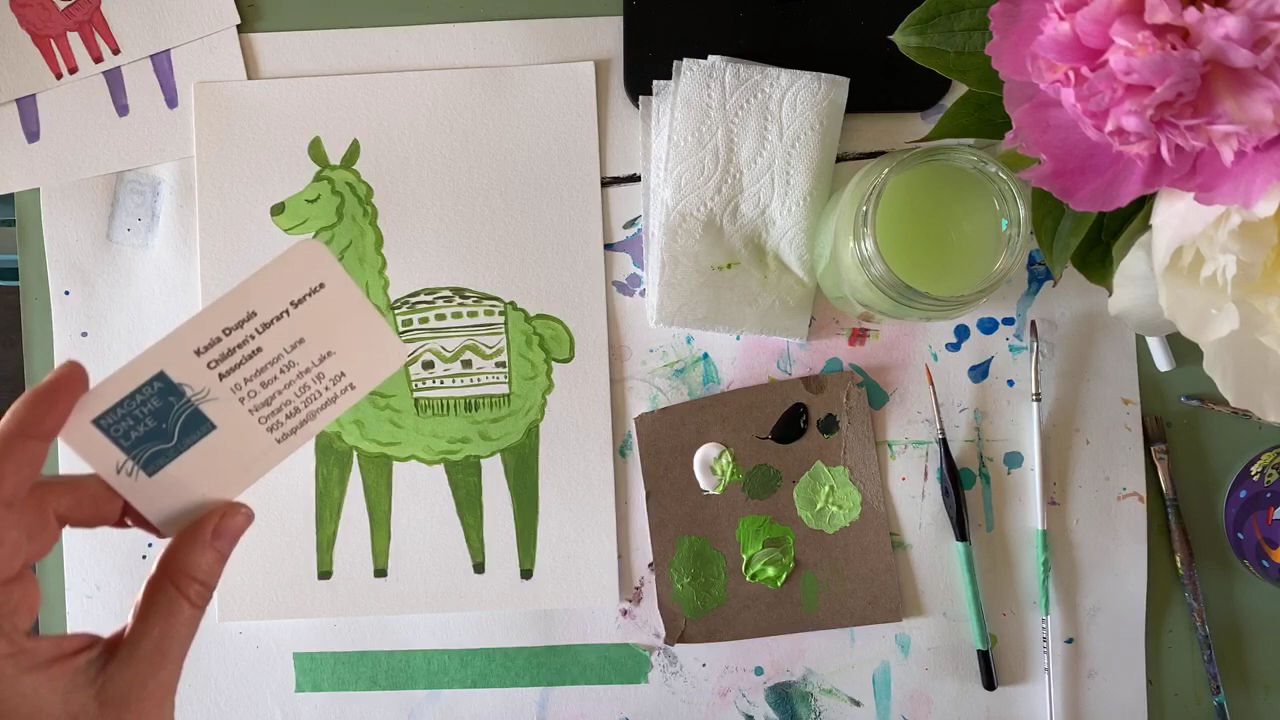 Kasia Dupuis
Children's Library Service
Associate
10 Anderson Lane
P.O. Box 430,
Niagara-on-the-Lake,
Ontario, L0S 1J0
905.468.2023 x 204
kdupuis@notlpl.org
NIAGARA
ON THE
LAKE